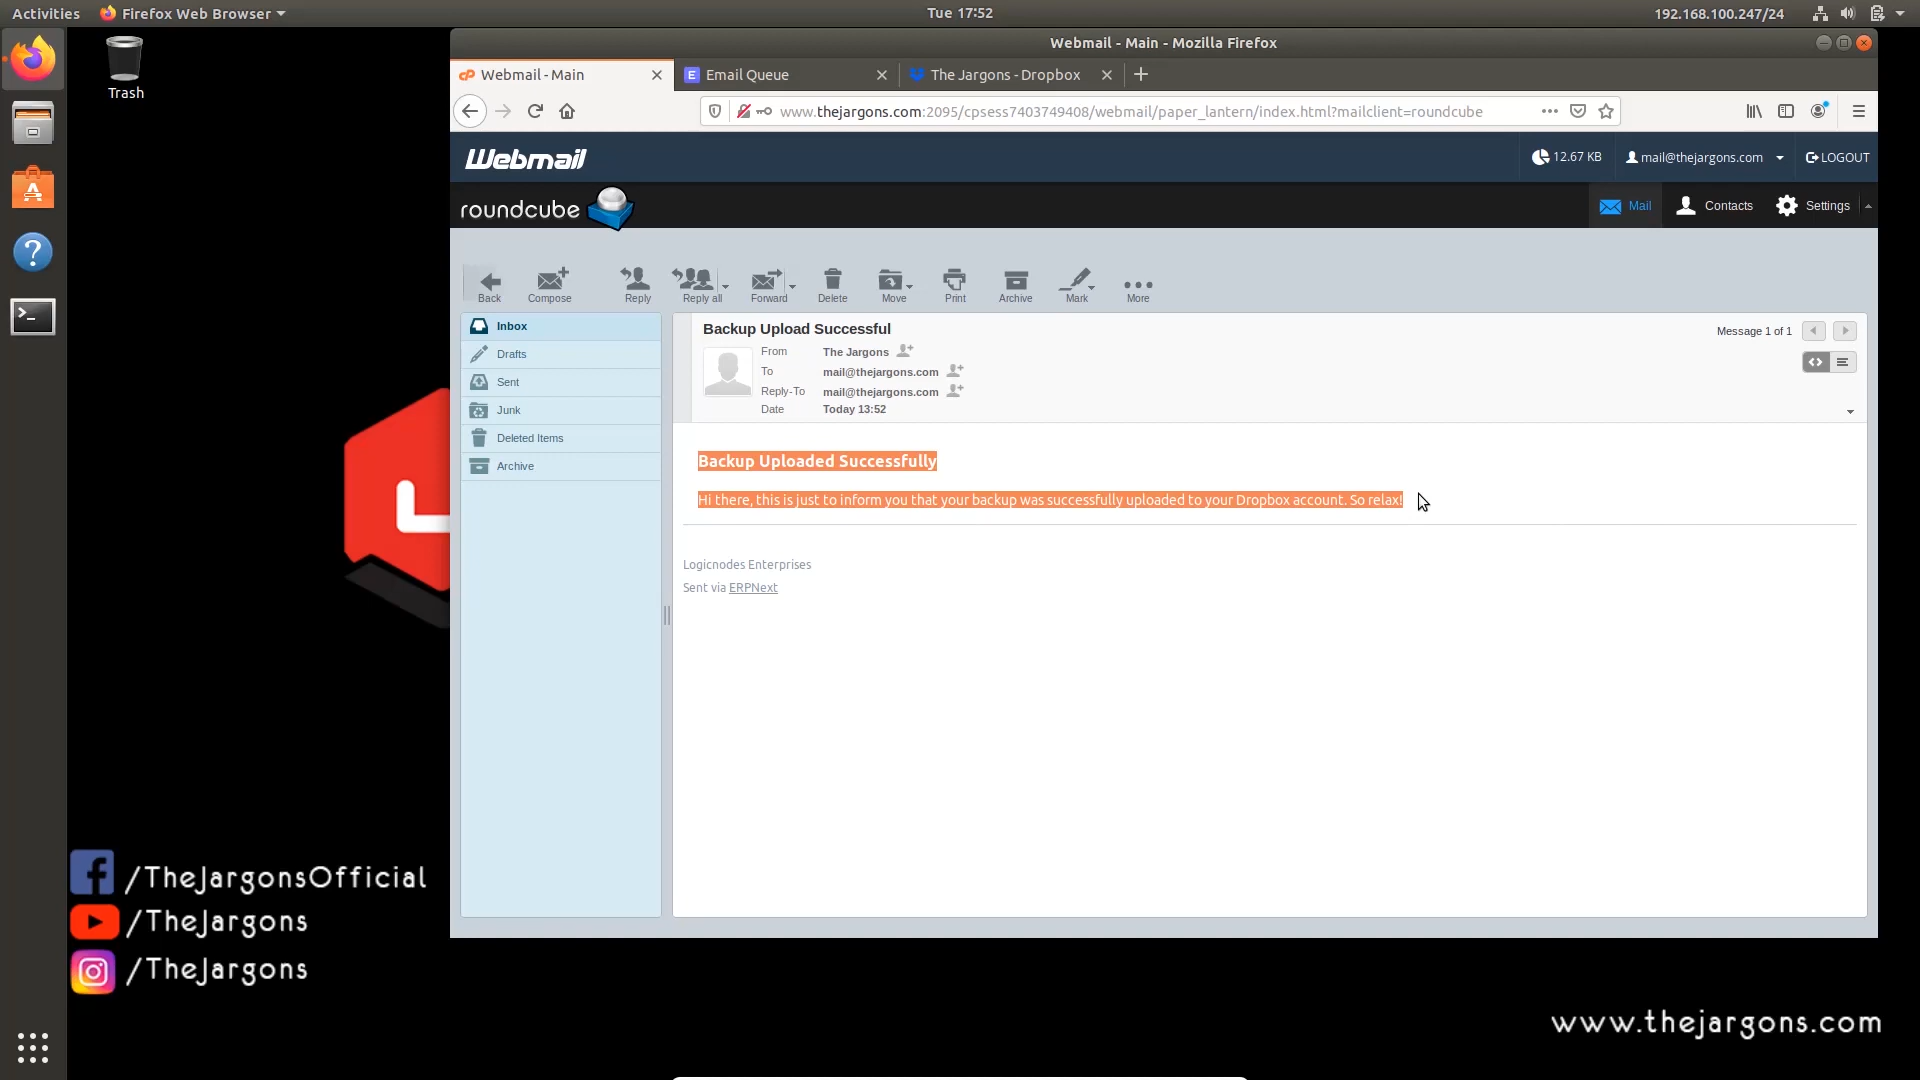 Activities
Firefox Web Browser
Tue 17:52
192.168.100.247/24
Trash
Webmail - Main - Mozilla Firefox
Webmail - Main
Email Queue
The Jargons - Dropbox
www.thejargons.com:2095/cpsess7403749408/webmail/paper_lantern/index.html?mailclient=roundcube
Webmail
12.67 KB
mail@thejargons.com
LOGOUT
roundcube
Mail
Contacts
Settings
Back
Compose
Reply
Reply all
Forward
Delete
Move
Print
Archive
Mark
More
Inbox
Drafts
Sent
Junk
Deleted Items
Archive
Backup Upload Successful
Message 1 of 1
From The Jargons
To mail@thejargons.com
Reply-To mail@thejargons.com
Date Today 13:52
Backup Uploaded Successfully
Hi there, this is just to inform you that your backup was successfully uploaded to your Dropbox account. So relax!
Logicnodes Enterprises
Sent via ERPNext
/TheJargonsOfficial
/TheJargons
/TheJargons
www.thejargons.com